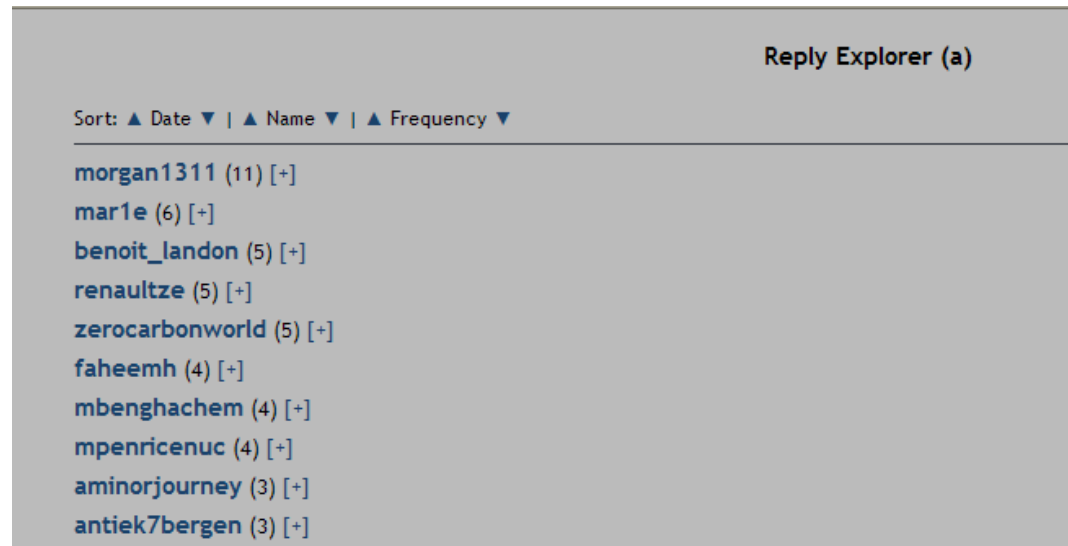 Reply Explorer (a)
Sort: ▲ Date ▼ | ▲ Name ▼ | ▲ Frequency ▼
morgan1311 (11) [+]
mar1e (6) [+]
benoit_landon (5) [+]
renaultze (5) [+]
zerocarbonworld (5) [+]
faheemh (4) [+]
mbenghachem (4) [+]
mpenricenuc (4) [+]
aminorjourney (3) [+]
antiek7bergen (3) [+]